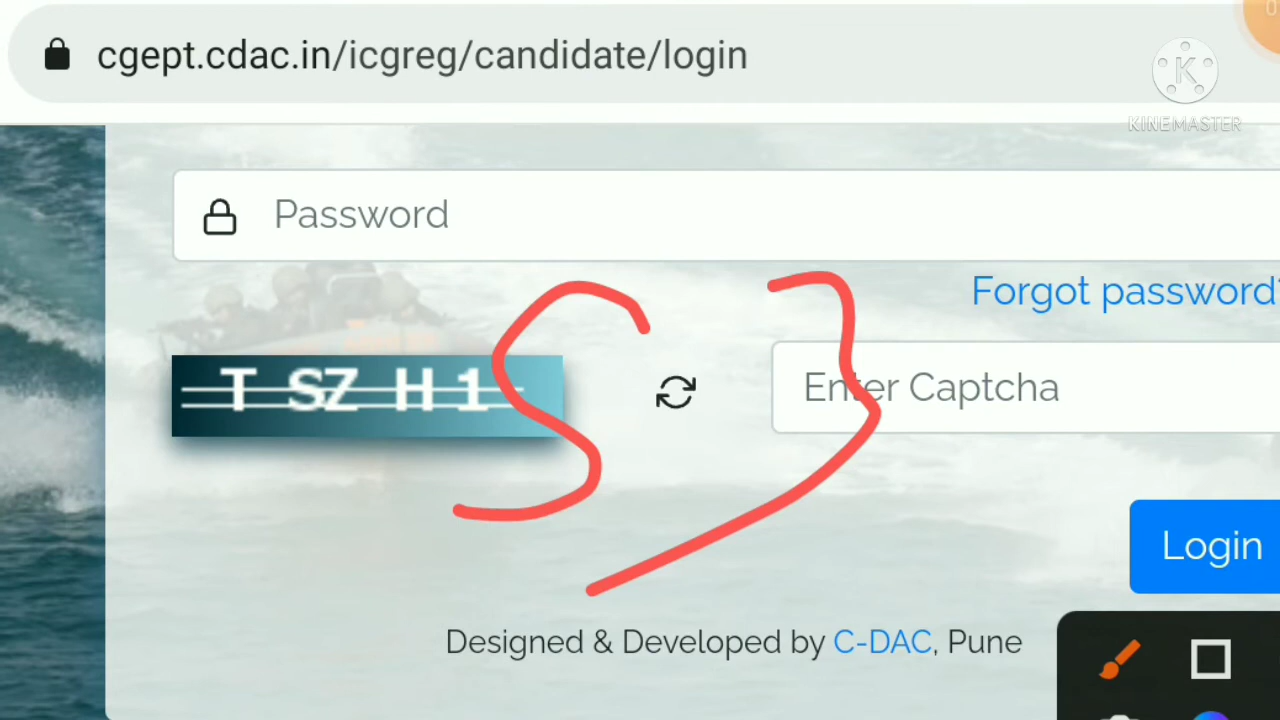 cgept.cdac.in/icgreg/candidate/login
KINEMASTER
Password
Forgot password?
T SZ H 1
Enter Captcha
Login
Designed & Developed by C-DAC, Pune